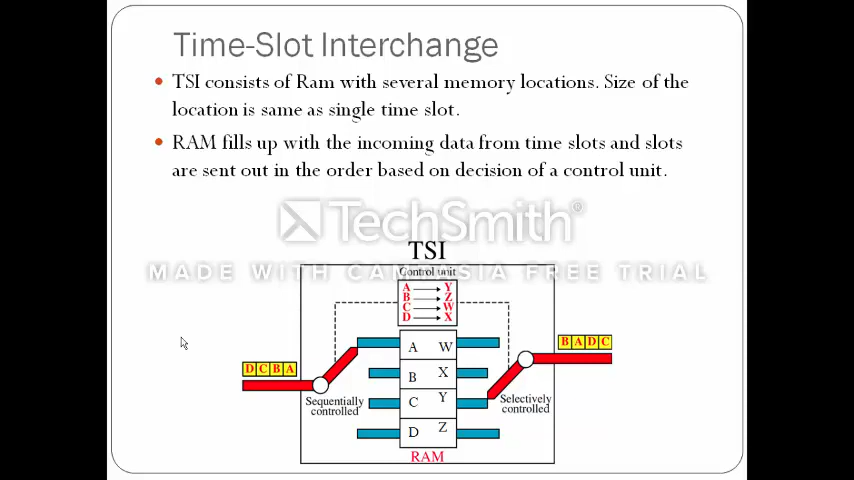 Time-Slot Interchange
• TSI consists of Ram with several memory locations. Size of the
location is same as single time slot.
• RAM fills up with the incoming data from time slots and slots
are sent out in the order based on decision of a control unit.
TechSmith®
MADE WITH CAMTASIA FREE TRIAL
TSI
Control unit
A → Y
B → Z
C → W
D → X
D C B A
B A D C
A W
B X
C Y
D Z
Sequentially
controlled
Selectively
controlled
RAM